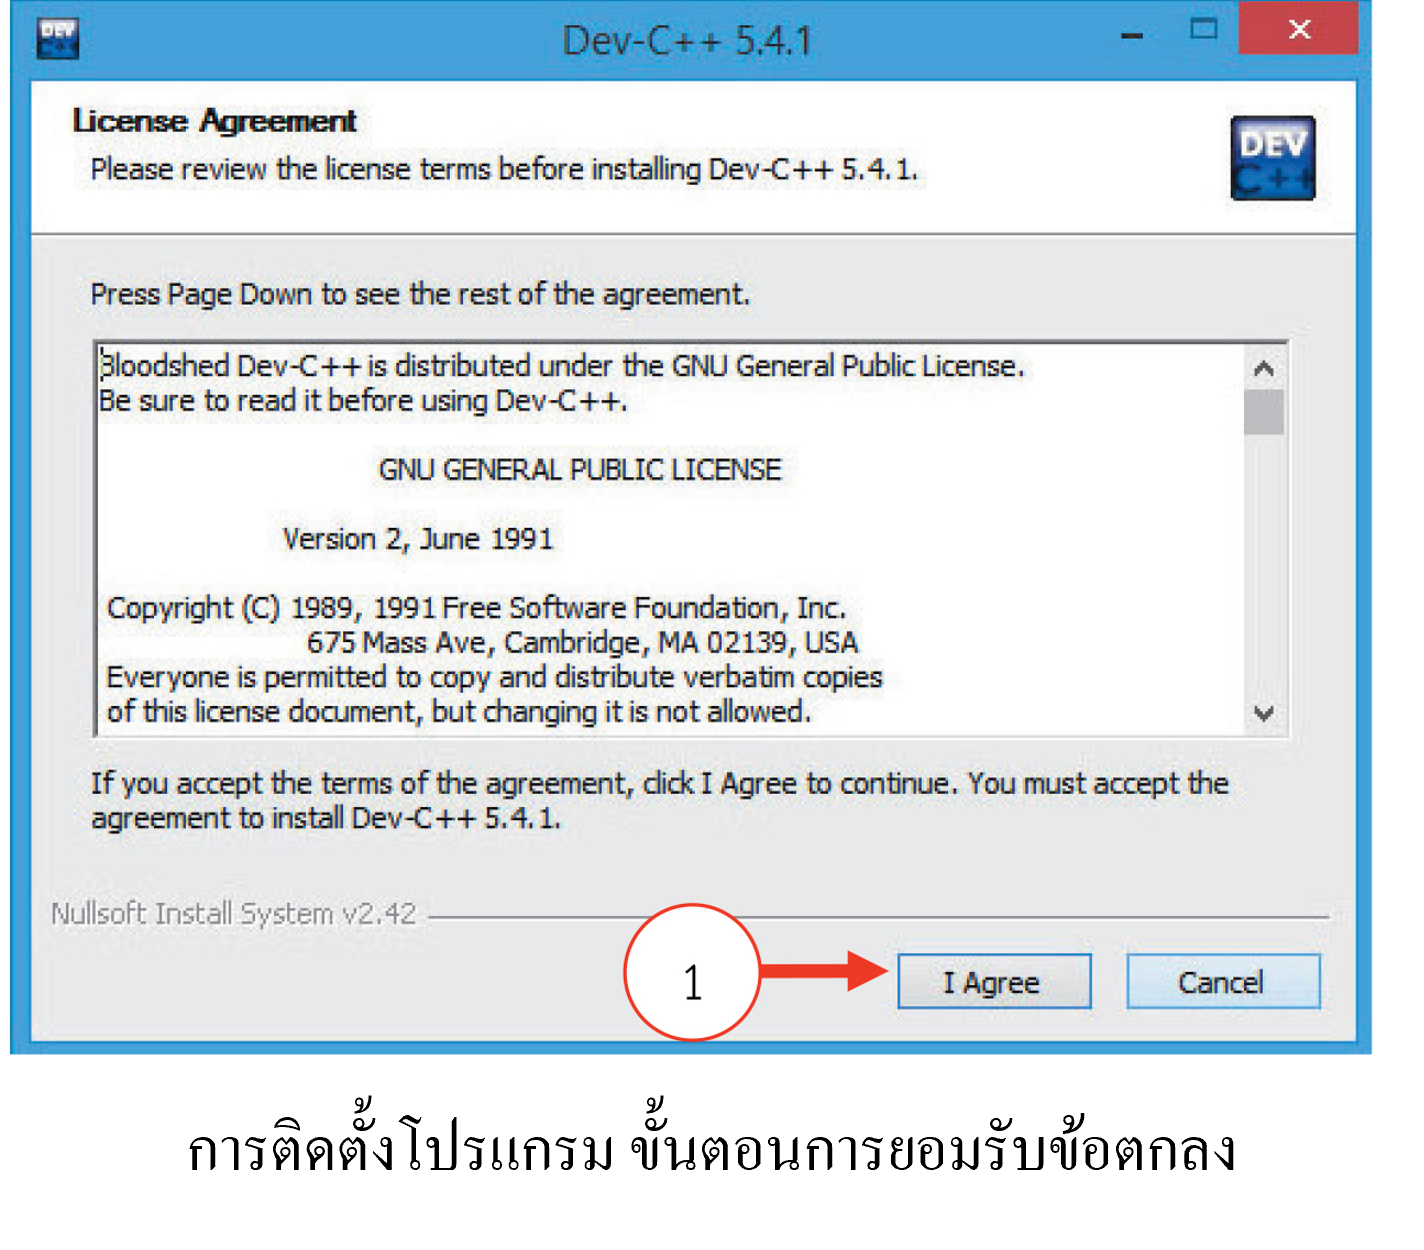 DEV
C++
Dev-C++ 5.4.1
License Agreement
Please review the license terms before installing Dev-C++ 5.4.1.
DEV
C++
Press Page Down to see the rest of the agreement.
Bloodshed Dev-C++ is distributed under the GNU General Public License.
Be sure to read it before using Dev-C++.
GNU GENERAL PUBLIC LICENSE
Version 2, June 1991
Copyright (C) 1989, 1991 Free Software Foundation, Inc.
675 Mass Ave, Cambridge, MA 02139, USA
Everyone is permitted to copy and distribute verbatim copies
of this license document, but changing it is not allowed.
If you accept the terms of the agreement, click I Agree to continue. You must accept the
agreement to install Dev-C++ 5.4.1.
Nullsoft Install System v2.42
1
I Agree
Cancel
การติดตั้งโปรแกรม ขั้นตอนการยอมรับข้อตกลง